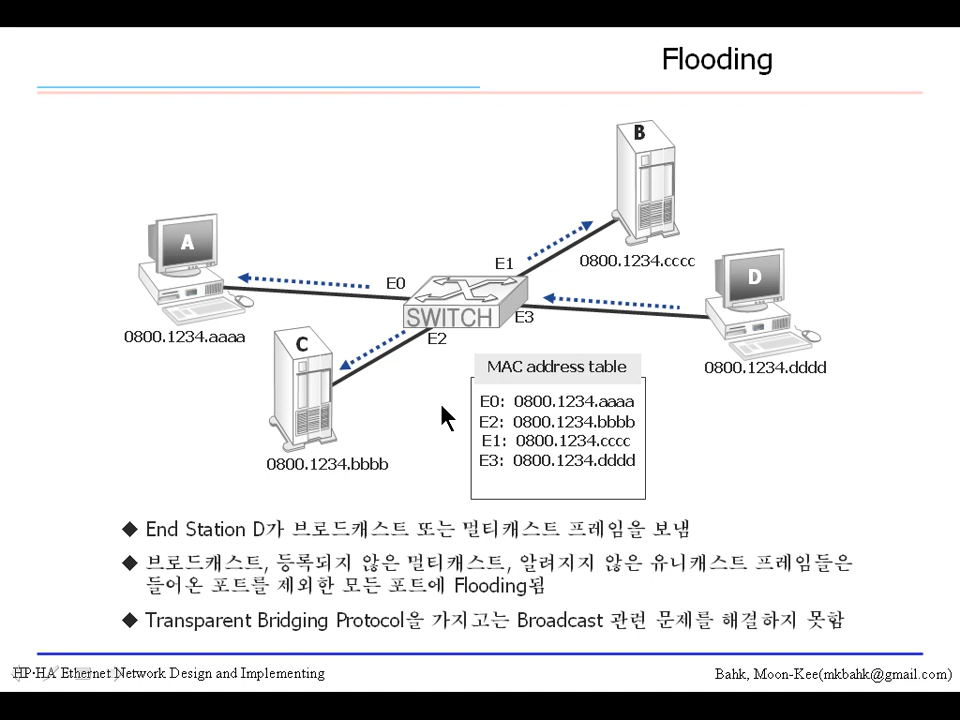 Flooding
B
A
E1
0800.1234.cccc
D
E0
SWITCH
E3
0800.1234.aaaa
E2
C
0800.1234.dddd
MAC address table
E0: 0800.1234.aaaa
E2: 0800.1234.bbbb
E1: 0800.1234.cccc
E3: 0800.1234.dddd
0800.1234.bbbb
◆ End Station D가 브로드캐스트 또는 멀티캐스트 프레임을 보냄
◆ 브로드캐스트, 등록되지 않은 멀티캐스트, 알려지지 않은 유니캐스트 프레임들은
들어온 포트를 제외한 모든 포트에 Flooding됨
◆ Transparent Bridging Protocol을 가지고는 Broadcast 관련 문제를 해결하지 못함
HP·HA Ethernet Network Design and Implementing
Bahk, Moon-Kee(mkbahk@gmail.com)